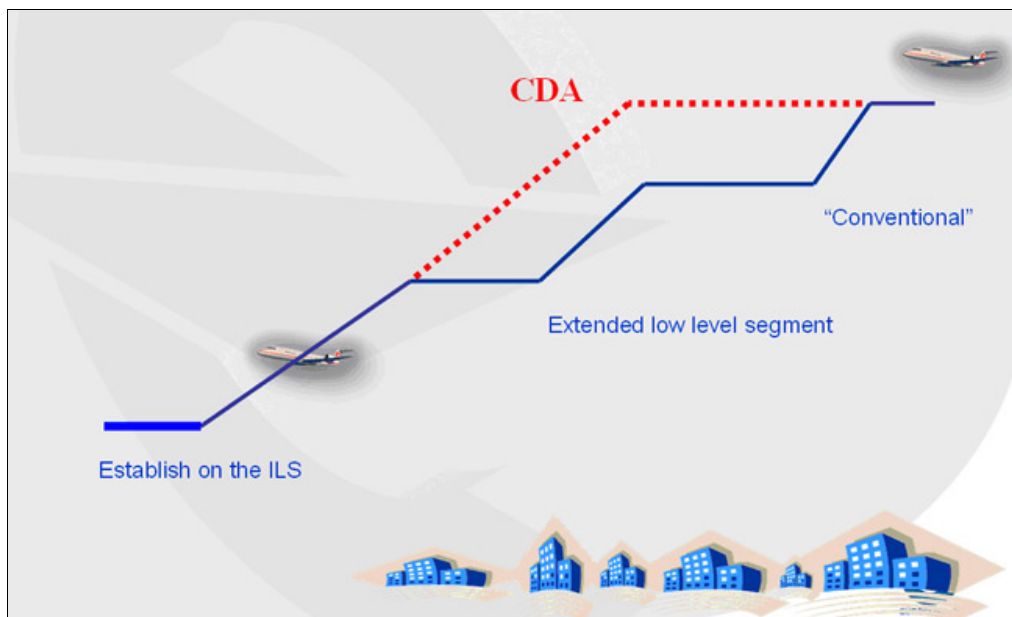 CDA
“Conventional”
Extended low level segment
Establish on the ILS